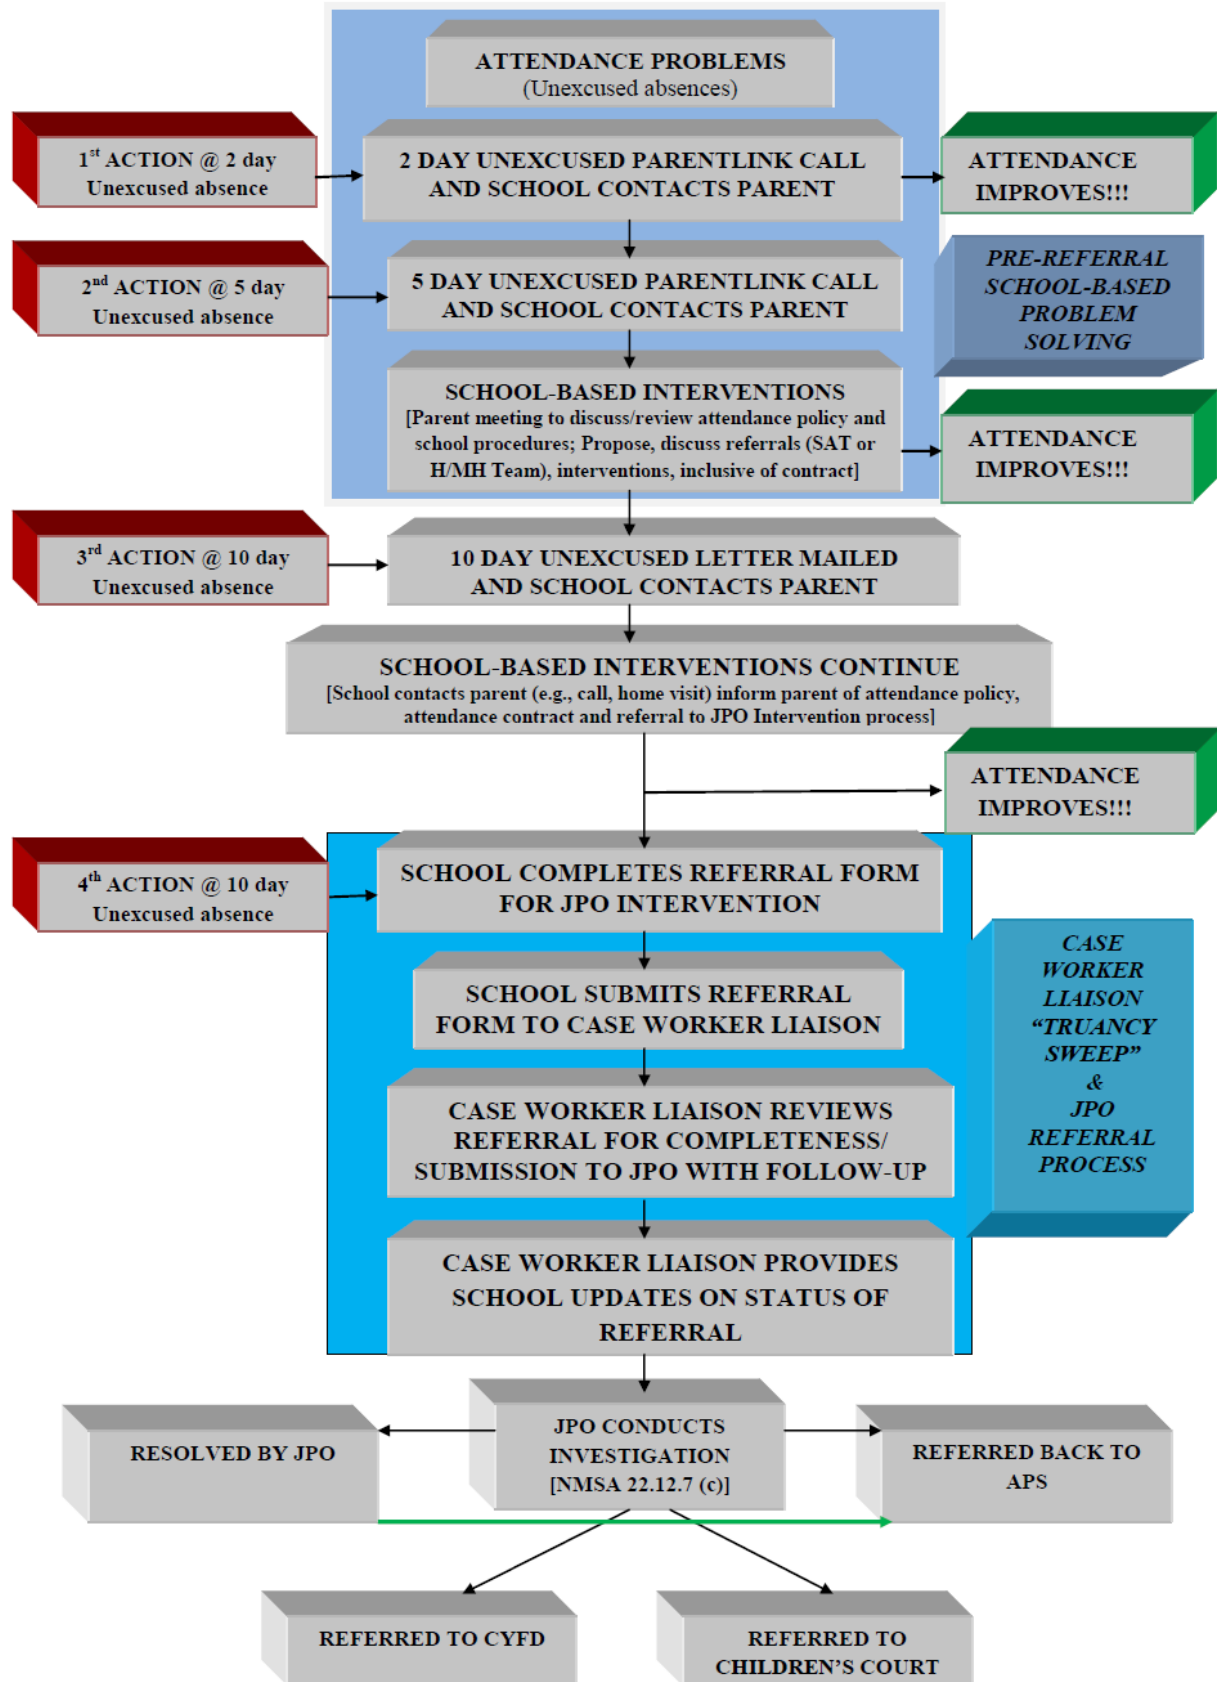 ATTENDANCE PROBLEMS
(Unexcused absences)
1st ACTION @ 2 day
Unexcused absence
2 DAY UNEXCUSED PARENTLINK CALL
AND SCHOOL CONTACTS PARENT
ATTENDANCE
IMPROVES!!!
2nd ACTION @ 5 day
Unexcused absence
5 DAY UNEXCUSED PARENTLINK CALL
AND SCHOOL CONTACTS PARENT
PRE-REFERRAL
SCHOOL-BASED
PROBLEM
SOLVING
SCHOOL-BASED INTERVENTIONS
[Parent meeting to discuss/review attendance policy and
school procedures; Propose, discuss referrals (SAT or
H/MH Team), interventions, inclusive of contract]
ATTENDANCE
IMPROVES!!!
3rd ACTION @ 10 day
Unexcused absence
10 DAY UNEXCUSED LETTER MAILED
AND SCHOOL CONTACTS PARENT
SCHOOL-BASED INTERVENTIONS CONTINUE
[School contacts parent (e.g., call, home visit) inform parent of attendance policy,
attendance contract and referral to JPO Intervention process]
ATTENDANCE
IMPROVES!!!
4th ACTION @ 10 day
Unexcused absence
SCHOOL COMPLETES REFERRAL FORM
FOR JPO INTERVENTION
SCHOOL SUBMITS REFERRAL
FORM TO CASE WORKER LIAISON
CASE
WORKER
LIAISON
“TRUANCY
SWEEP”
&
JPO
REFERRAL
PROCESS
CASE WORKER LIAISON REVIEWS
REFERRAL FOR COMPLETENESS/
SUBMISSION TO JPO WITH FOLLOW-UP
CASE WORKER LIAISON PROVIDES
SCHOOL UPDATES ON STATUS OF
REFERRAL
JPO CONDUCTS
INVESTIGATION
[NMSA 22.12.7 (c)]
RESOLVED BY JPO
REFERRED BACK TO
APS
REFERRED TO CYFD
REFERRED TO
CHILDREN’S COURT